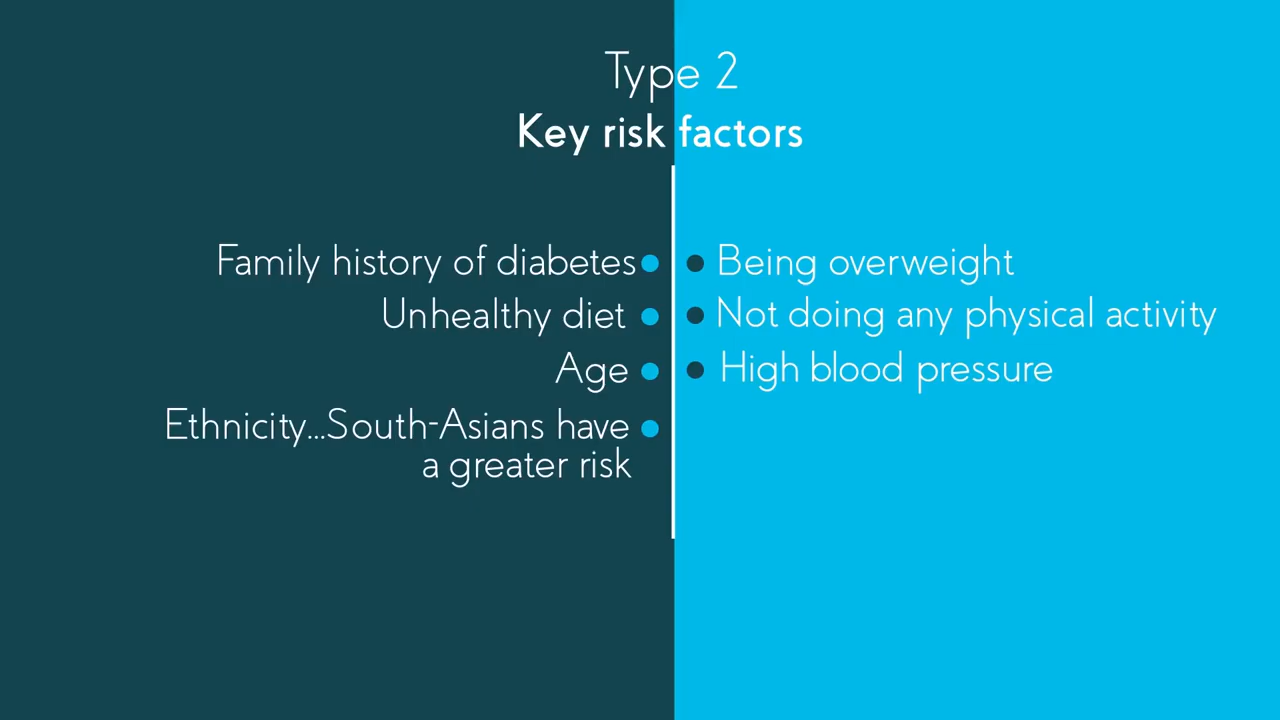 Type 2
Key risk factors
Family history of diabetes
Unhealthy diet
Age
Ethnicity...South-Asians have
a greater risk
Being overweight
Not doing any physical activity
High blood pressure